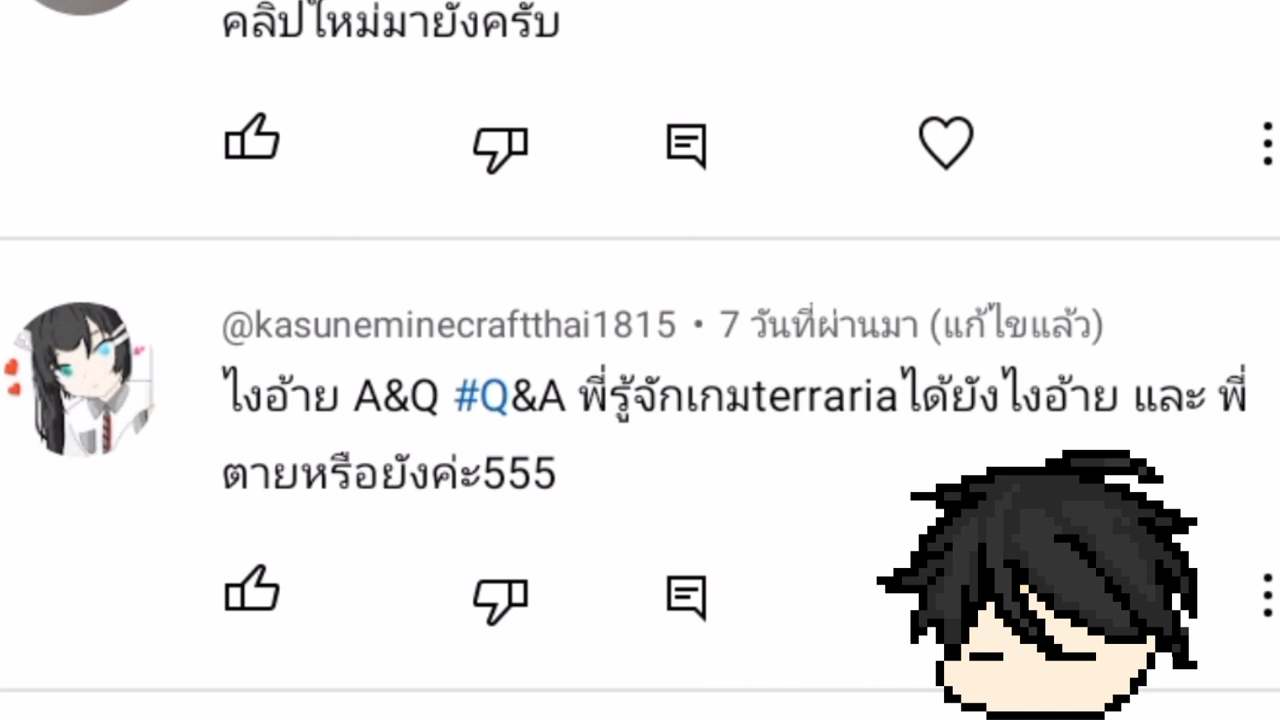 คลิปใหม่มายังครับ
@kasuneminecraftthai1815 • 7 วันที่ผ่านมา (แก้ไขแล้ว)
ไงอ้าย A&Q #Q&A พี่รู้จักเกมterrariaได้ยังไงอ้าย และ พี่
ตายหรือยังค่ะ555